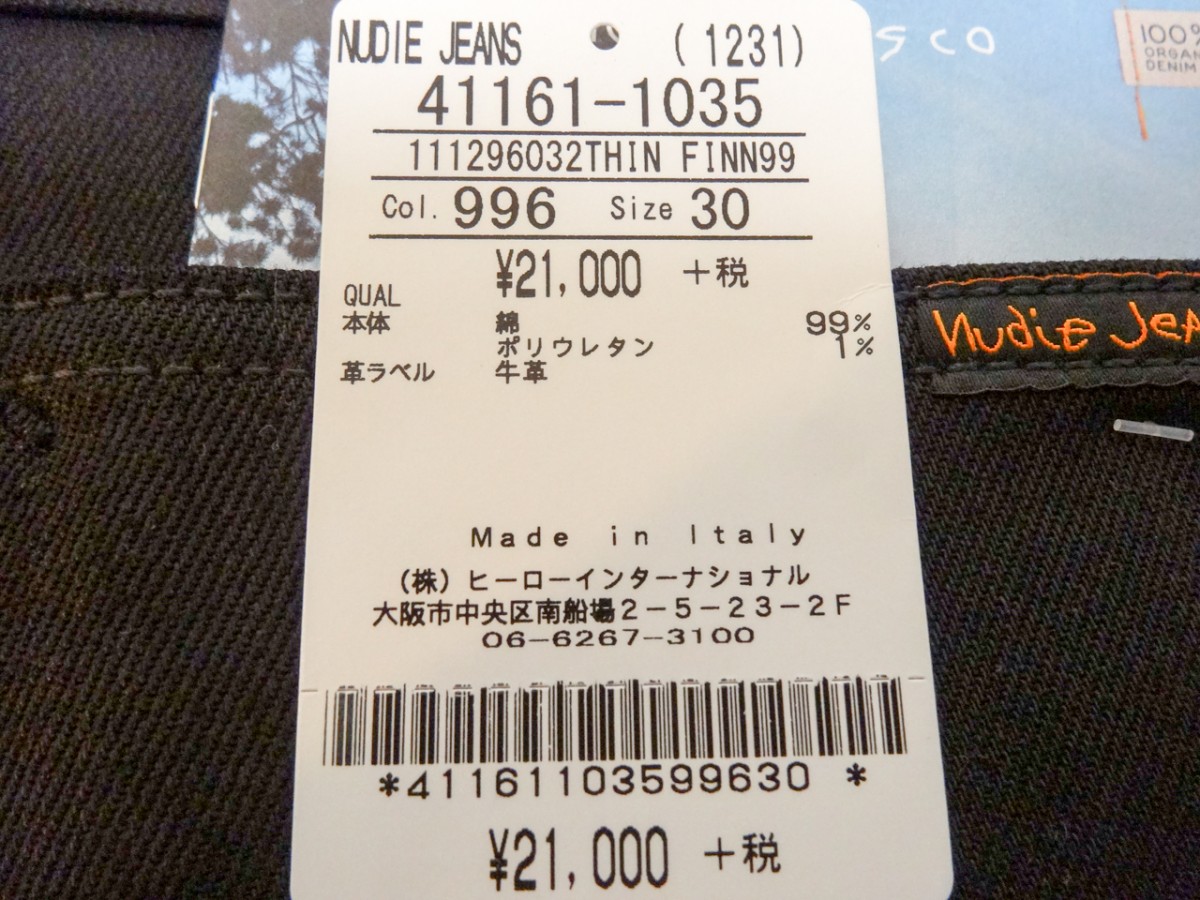 NUDIE JEANS (1231)
41161-1035
111296032THIN FINN99
Col. 996 Size 30
¥21,000 +税
QUAL
本体 綿 99%
ポリウレタン 1%
革ラベル 牛革
Made in Italy
(株)ヒーローインターナショナル
大阪市中央区南船場2-5-23-2F
06-6267-3100
*41161103599630*
¥21,000 +税
SCO
100%
ORGAN
DENIM
Nudie Jea